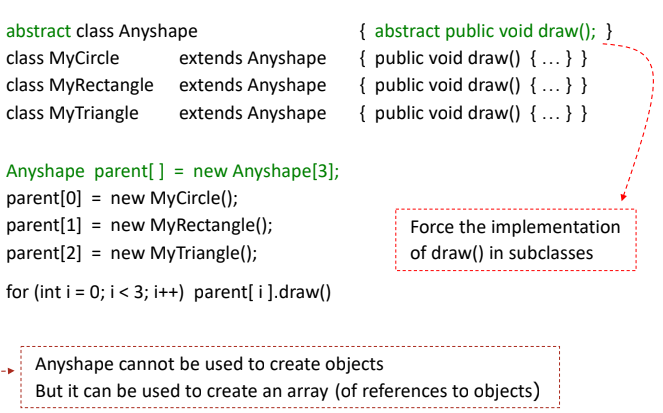 abstract class Anyshape { abstract public void draw(); }
class MyCircle extends Anyshape { public void draw() { … } }
class MyRectangle extends Anyshape { public void draw() { … } }
class MyTriangle extends Anyshape { public void draw() { … } }
Anyshape parent[ ] = new Anyshape[3];
parent[0] = new MyCircle();
parent[1] = new MyRectangle();
parent[2] = new MyTriangle();
Force the implementation
of draw() in subclasses
for (int i = 0; i < 3; i++) parent[ i ].draw()
Anyshape cannot be used to create objects
But it can be used to create an array (of references to objects)